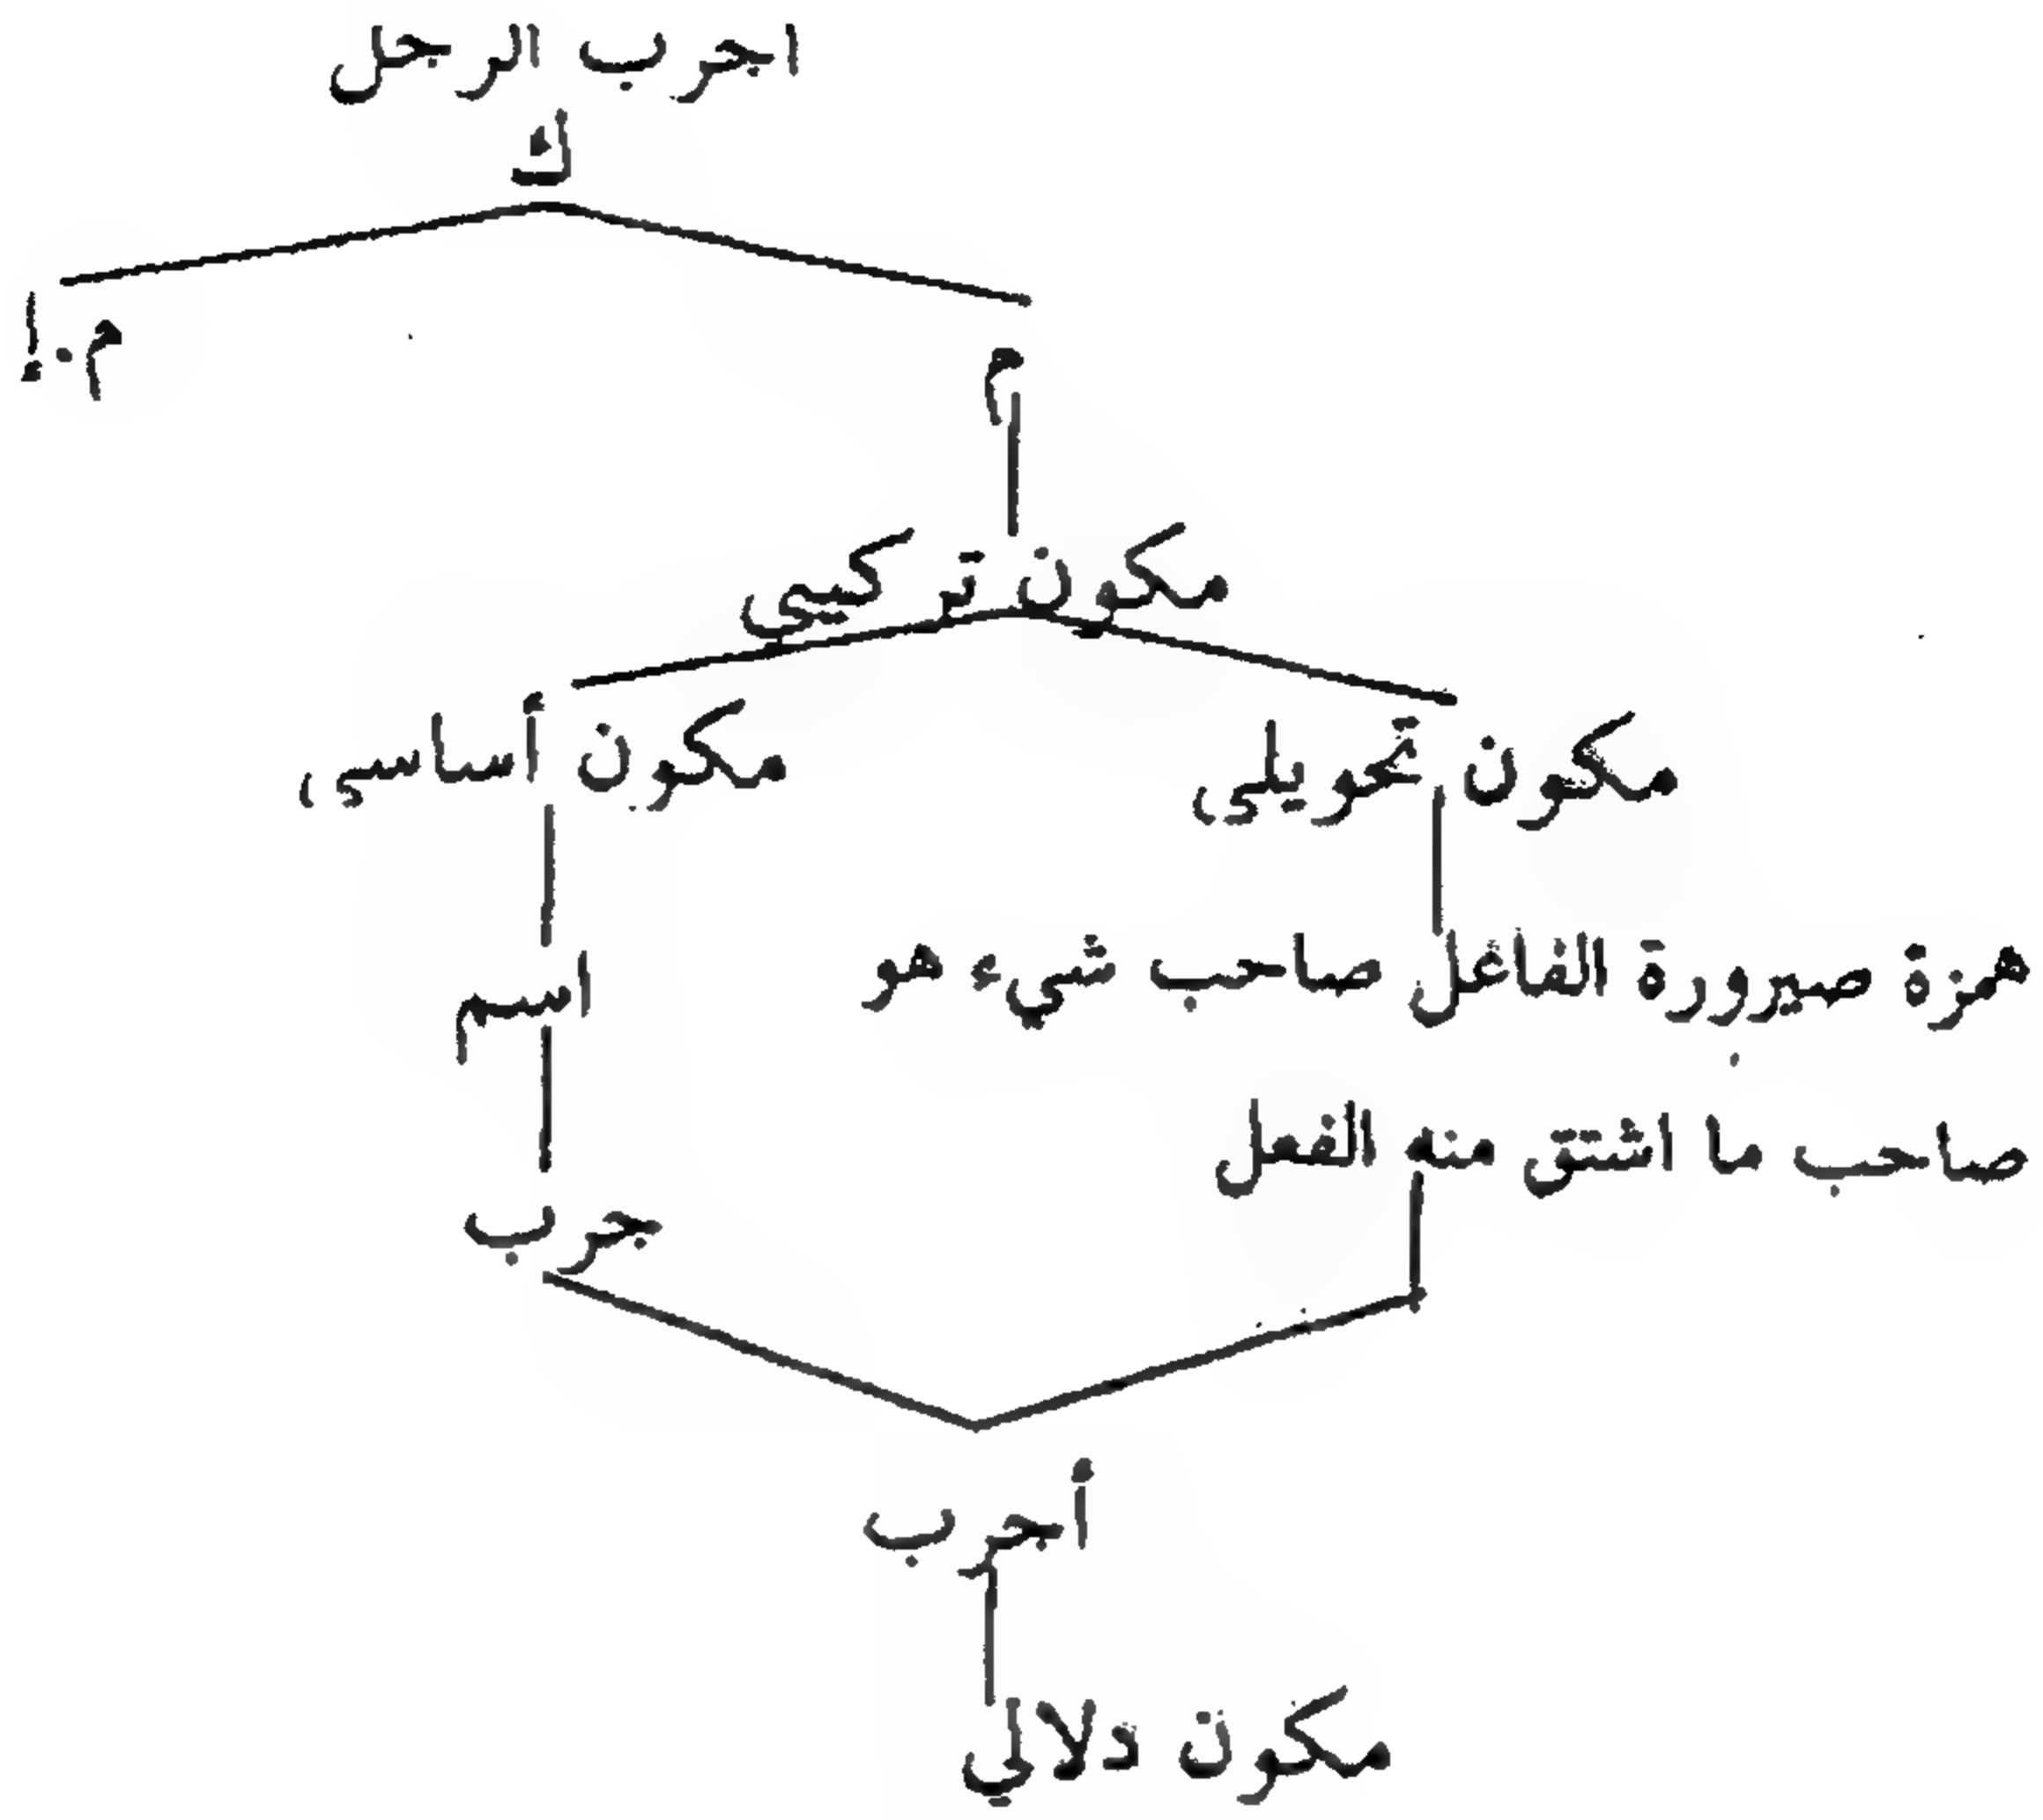 اجرب الرجل
ك
م
م.إ
مكون تركيبي
مكون تحويلي
مكون أساسي
همزة صيرورة الفاعل صاحب شيء هو
اسم
صاحب ما اشتق منه الفعل
جرب
أجرب
مكون دلالي